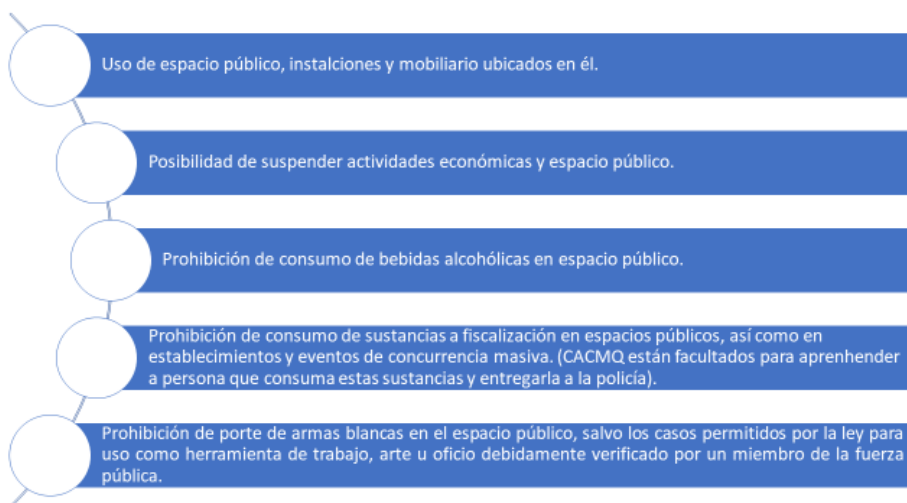 Uso de espacio público, instalciones y mobiliario ubicados en él.
Posibilidad de suspender actividades económicas y espacio público.
Prohibición de consumo de bebidas alcohólicas en espacio público.
Prohibición de consumo de sustancias a fiscalización en espacios públicos, así como en
establecimientos y eventos de concurrencia masiva. (CACMQ están facultados para aprenhender
a persona que consuma estas sustancias y entregarla a la policía).
Prohibición de porte de armas blancas en el espacio público, salvo los casos permitidos por la ley para
uso como herramienta de trabajo, arte u oficio debidamente verificado por un miembro de la fuerza
pública.